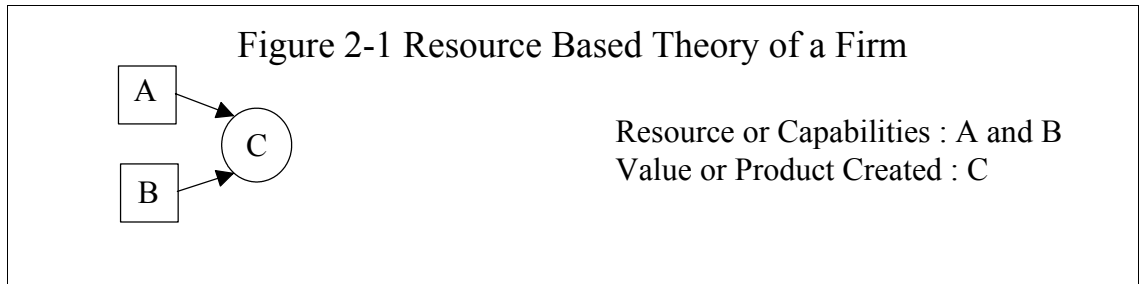 Figure 2-1 Resource Based Theory of a Firm
A
B
C
Resource or Capabilities : A and B
Value or Product Created : C